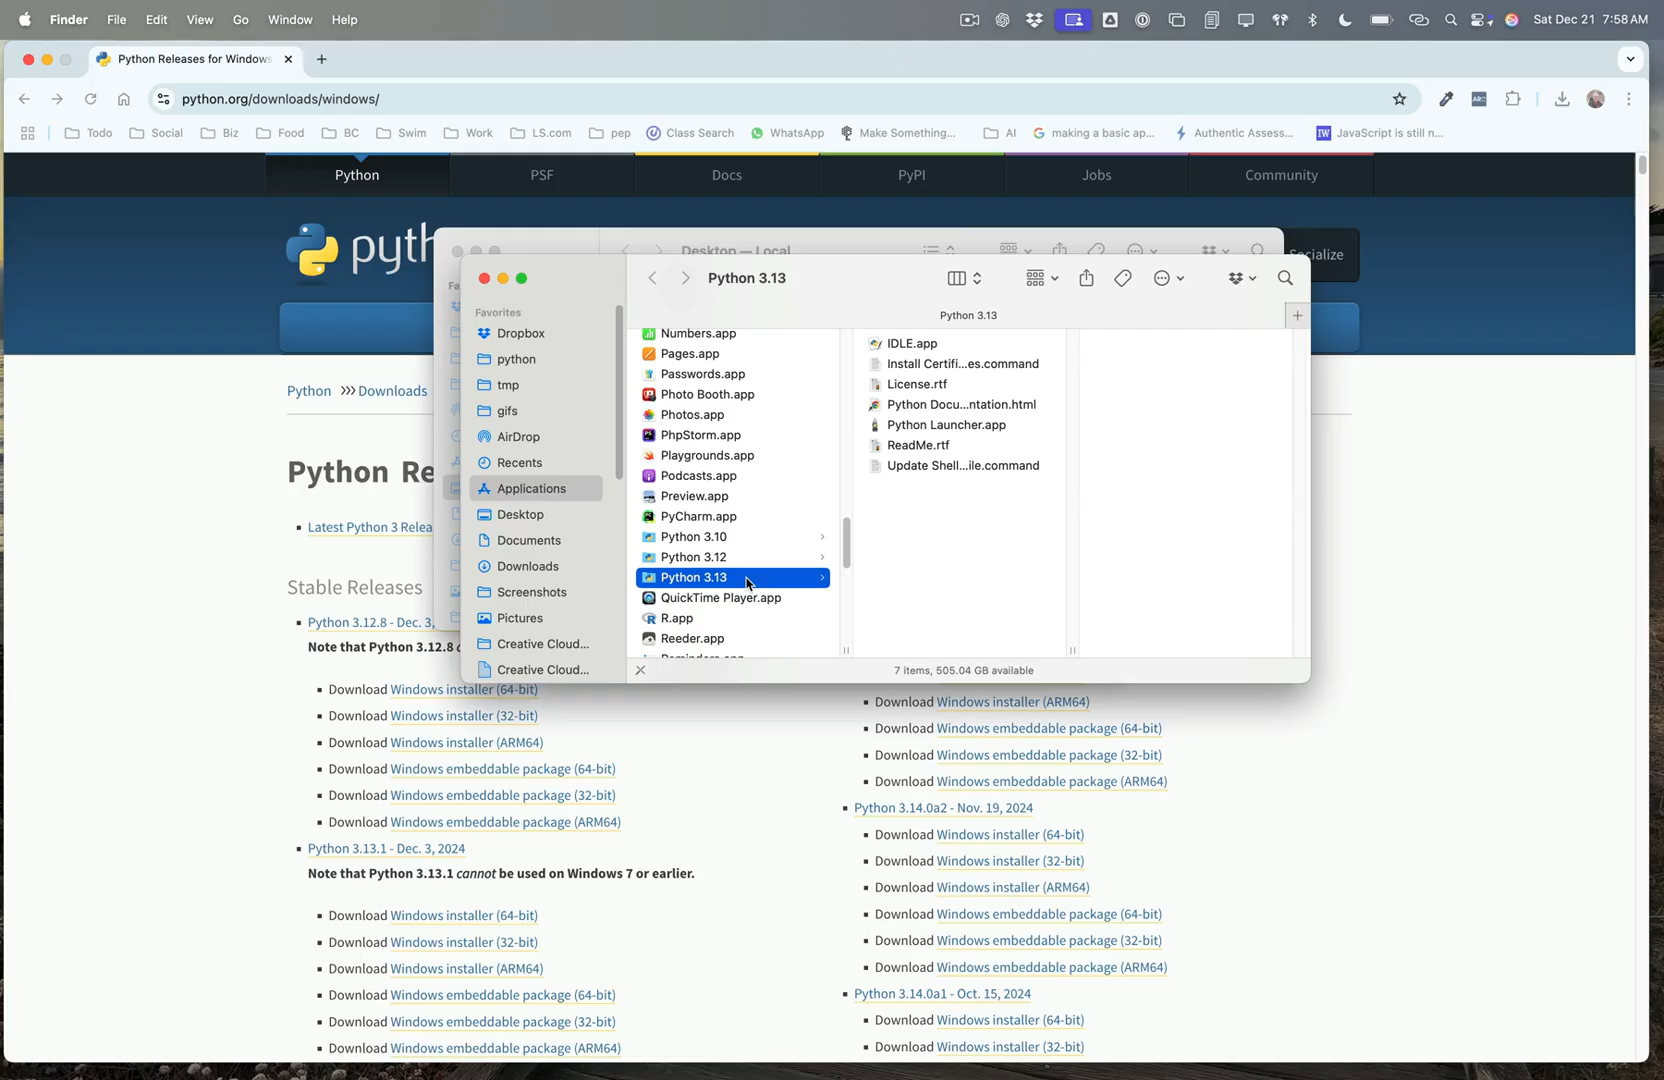 Finder File Edit View Go Window Help
Sat Dec 21 7:58 AM
Python Releases for Windows
python.org/downloads/windows/
Todo Social Biz Food BC Swim Work LS.com pep Class Search WhatsApp Make Something... AI making a basic ap... Authentic Assess... JavaScript is still n...
Python PSF Docs PyPI Jobs Community
pyth
Socialize
Desktop — Local
Python 3.13
Favorites
Dropbox
python
tmp
gifs
AirDrop
Recents
Applications
Desktop
Documents
Downloads
Screenshots
Pictures
Creative Cloud...
Creative Cloud...
Python 3.13
Numbers.app
Pages.app
Passwords.app
Photo Booth.app
Photos.app
PhpStorm.app
Playgrounds.app
Podcasts.app
Preview.app
PyCharm.app
Python 3.10
Python 3.12
Python 3.13
QuickTime Player.app
R.app
Reeder.app
IDLE.app
Install Certifi...es.command
License.rtf
Python Docu...ntation.html
Python Launcher.app
ReadMe.rtf
Update Shell...ile.command
7 items, 505.04 GB available
Python >>> Downloads
Python Re
Latest Python 3 Relea
Stable Releases
Python 3.12.8 - Dec. 3,
Note that Python 3.12.8
Download Windows installer (64-bit)
Download Windows installer (32-bit)
Download Windows installer (ARM64)
Download Windows embeddable package (64-bit)
Download Windows embeddable package (32-bit)
Download Windows embeddable package (ARM64)
Python 3.13.1 - Dec. 3, 2024
Note that Python 3.13.1 cannot be used on Windows 7 or earlier.
Download Windows installer (64-bit)
Download Windows installer (32-bit)
Download Windows installer (ARM64)
Download Windows embeddable package (64-bit)
Download Windows embeddable package (32-bit)
Download Windows embeddable package (ARM64)
Download Windows installer (ARM64)
Download Windows embeddable package (64-bit)
Download Windows embeddable package (32-bit)
Download Windows embeddable package (ARM64)
Python 3.14.0a2 - Nov. 19, 2024
Download Windows installer (64-bit)
Download Windows installer (32-bit)
Download Windows installer (ARM64)
Download Windows embeddable package (64-bit)
Download Windows embeddable package (32-bit)
Download Windows embeddable package (ARM64)
Python 3.14.0a1 - Oct. 15, 2024
Download Windows installer (64-bit)
Download Windows installer (32-bit)